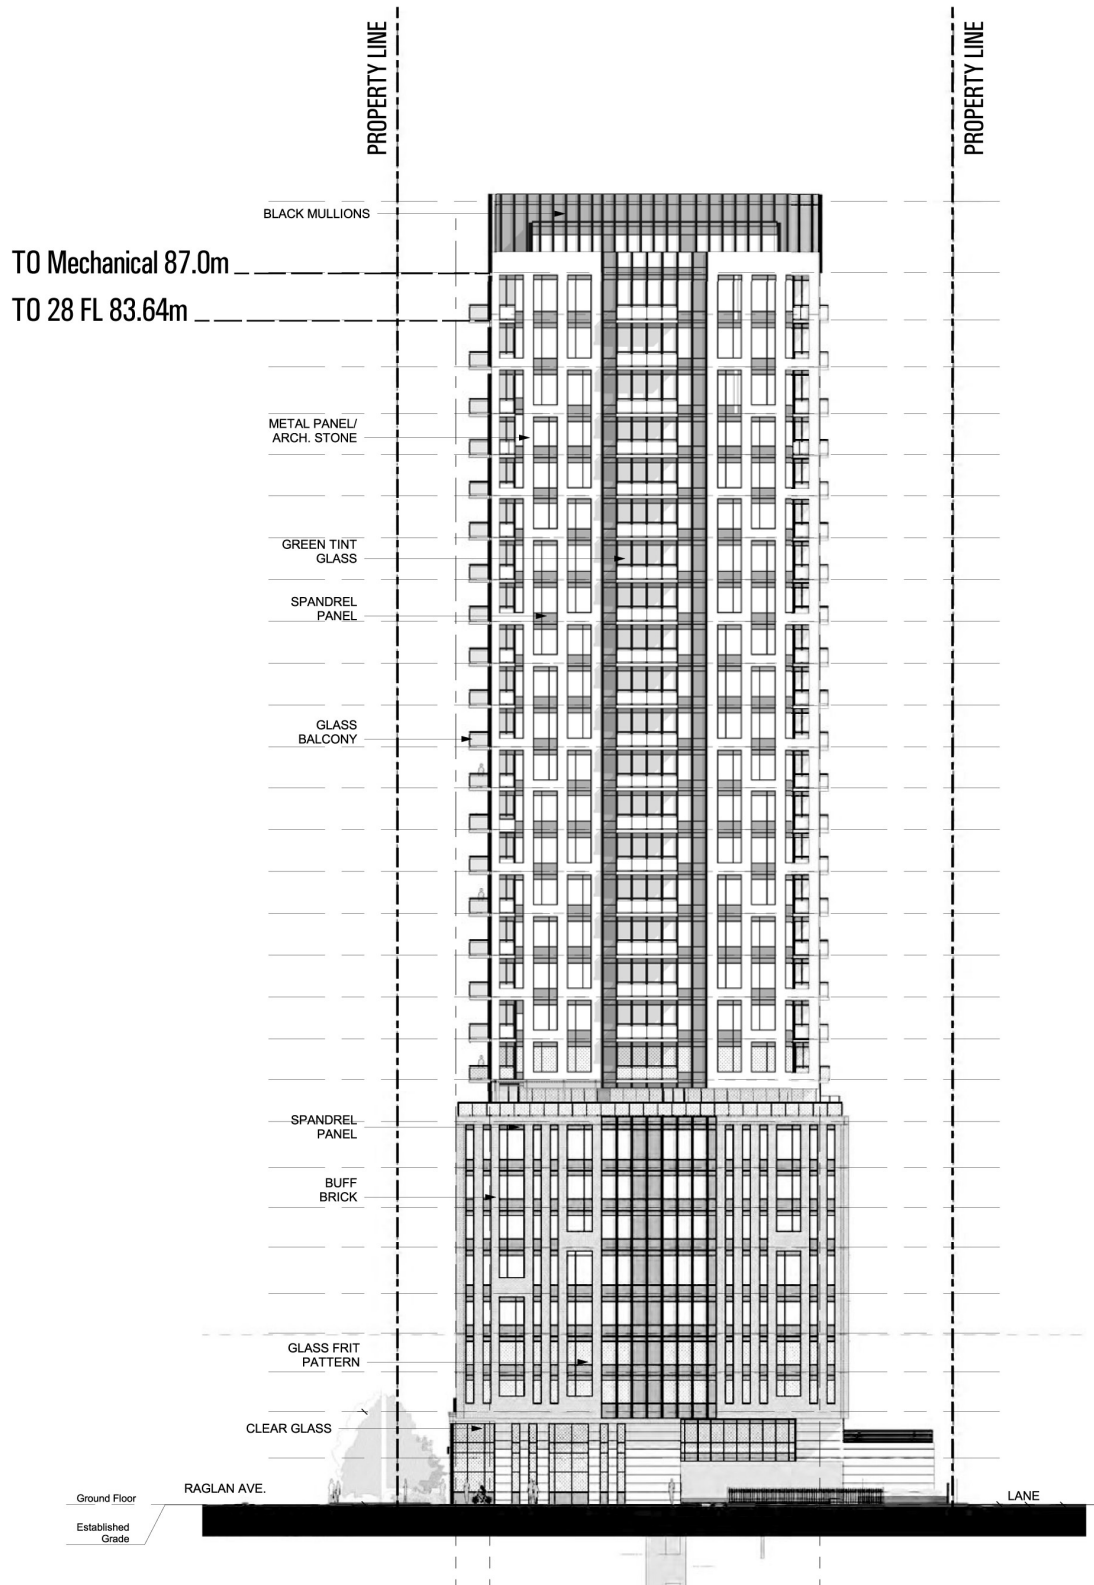 PROPERTY LINE
PROPERTY LINE
BLACK MULLIONS
TO Mechanical 87.0m
TO 28 FL 83.64m
METAL PANEL/
ARCH. STONE
GREEN TINT
GLASS
SPANDREL
PANEL
GLASS
BALCONY
SPANDREL
PANEL
BUFF
BRICK
GLASS FRIT
PATTERN
CLEAR GLASS
RAGLAN AVE.
LANE
Ground Floor
Established
Grade